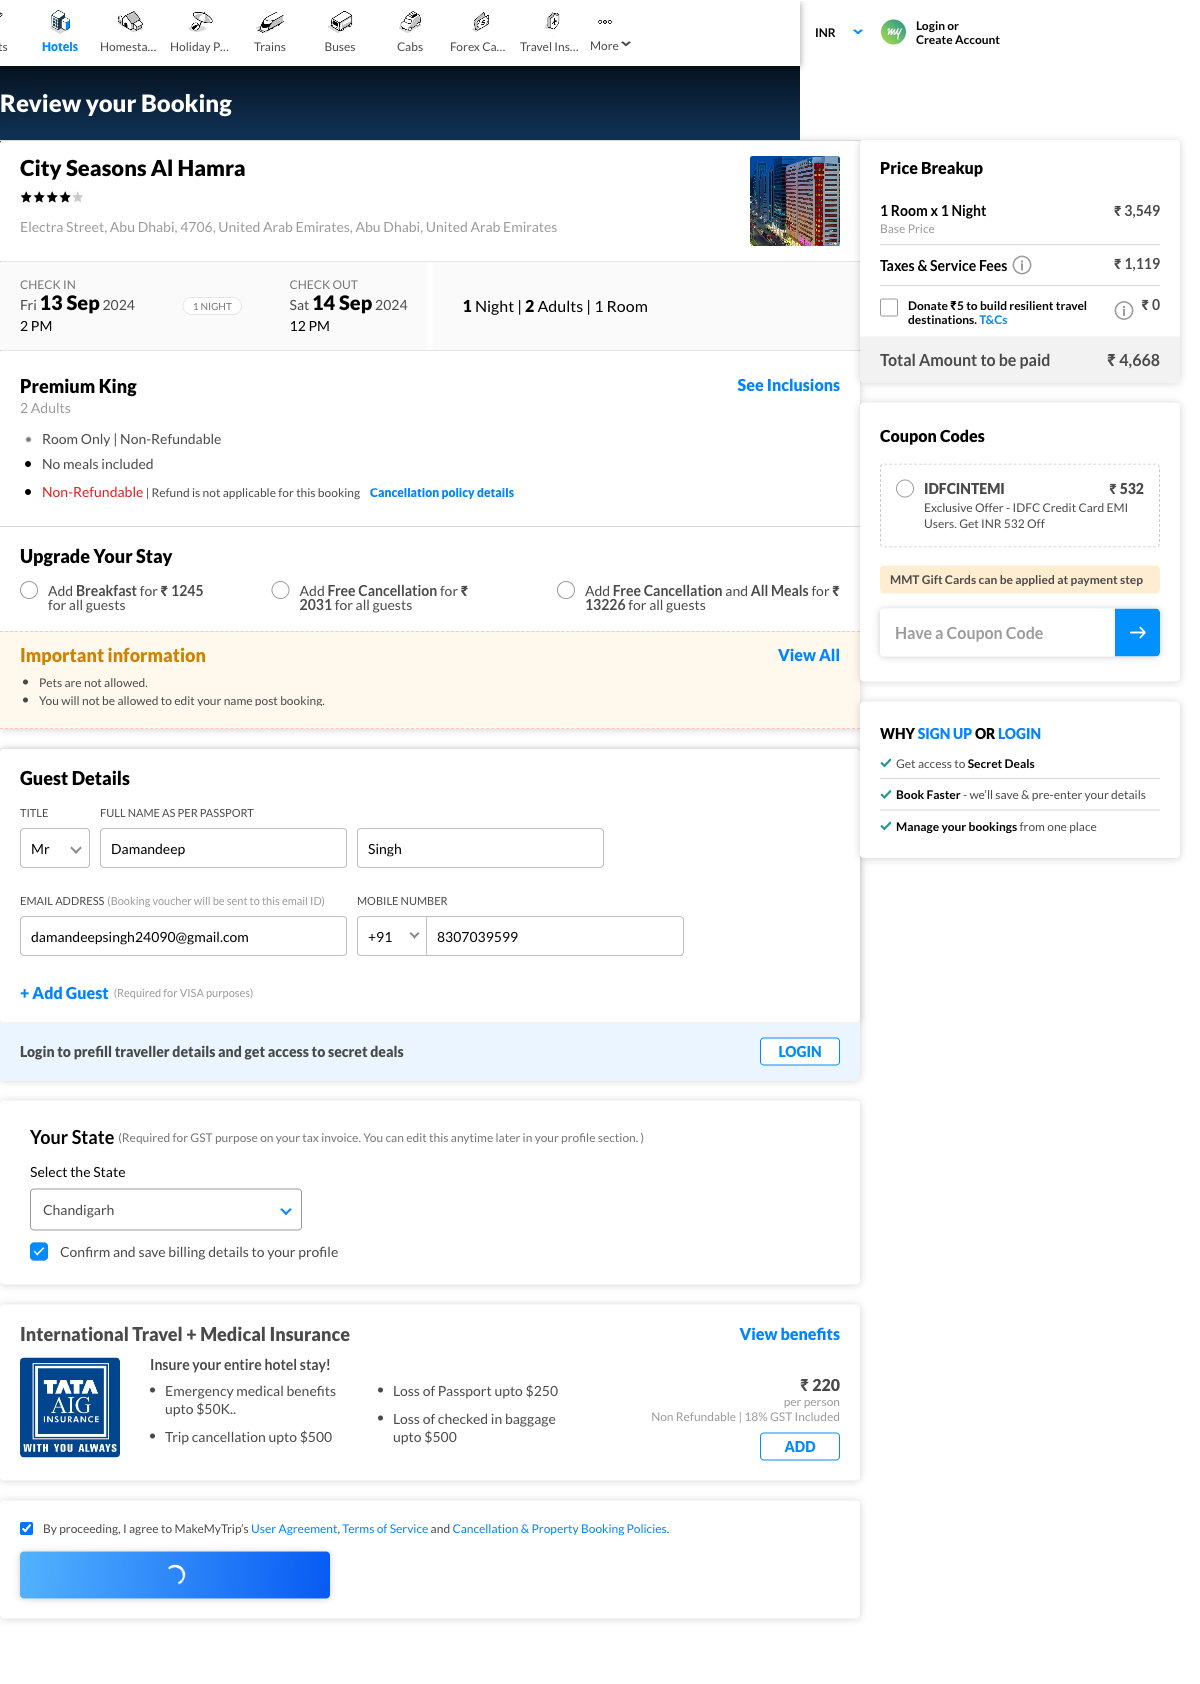 ts
Hotels
Homesta...
Holiday P...
Trains
Buses
Cabs
Forex Ca...
Travel Ins...
More
INR
my
Login or
Create Account
Review your Booking
City Seasons Al Hamra
Electra Street, Abu Dhabi, 4706, United Arab Emirates, Abu Dhabi, United Arab Emirates
CHECK IN
Fri 13 Sep 2024
2 PM
1 NIGHT
CHECK OUT
Sat 14 Sep 2024
12 PM
1 Night | 2 Adults | 1 Room
Premium King
See Inclusions
2 Adults
Room Only | Non-Refundable
No meals included
Non-Refundable | Refund is not applicable for this booking Cancellation policy details
Upgrade Your Stay
Add Breakfast for ₹ 1245
for all guests
Add Free Cancellation for ₹
2031 for all guests
Add Free Cancellation and All Meals for ₹
13226 for all guests
Important information
View All
Pets are not allowed.
You will not be allowed to edit your name post booking.
Guest Details
TITLE
FULL NAME AS PER PASSPORT
Mr
Damandeep
Singh
EMAIL ADDRESS (Booking voucher will be sent to this email ID)
MOBILE NUMBER
damandeepsingh24090@gmail.com
+91
8307039599
+ Add Guest (Required for VISA purposes)
Login to prefill traveller details and get access to secret deals
LOGIN
Your State (Required for GST purpose on your tax invoice. You can edit this anytime later in your profile section. )
Select the State
Chandigarh
Confirm and save billing details to your profile
International Travel + Medical Insurance
View benefits
TATA
AIG
INSURANCE
WITH YOU ALWAYS
Insure your entire hotel stay!
Emergency medical benefits
upto $50K..
Trip cancellation upto $500
Loss of Passport upto $250
Loss of checked in baggage
upto $500
₹ 220
per person
Non Refundable | 18% GST Included
ADD
By proceeding, I agree to MakeMyTrip's User Agreement, Terms of Service and Cancellation & Property Booking Policies.
Price Breakup
1 Room x 1 Night
₹ 3,549
Base Price
Taxes & Service Fees
₹ 1,119
Donate ₹5 to build resilient travel
destinations. T&Cs
₹ 0
Total Amount to be paid
₹ 4,668
Coupon Codes
IDFCINTEMI
₹ 532
Exclusive Offer - IDFC Credit Card EMI
Users. Get INR 532 Off
MMT Gift Cards can be applied at payment step
Have a Coupon Code
WHY SIGN UP OR LOGIN
Get access to Secret Deals
Book Faster - we'll save & pre-enter your details
Manage your bookings from one place